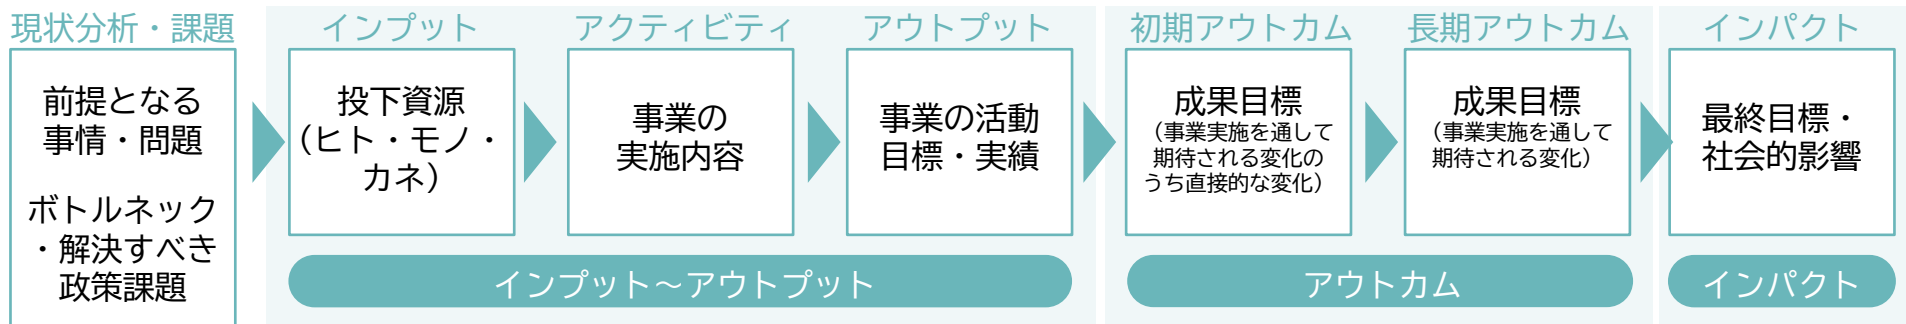 現状分析・課題
前提となる
事情・問題
ボトルネック
・解決すべき
政策課題
インプット
投下資源
（ヒト・モノ・
カネ）
アクティビティ
事業の
実施内容
アウトプット
事業の活動
目標・実績
インプット～アウトプット
初期アウトカム
成果目標
（事業実施を通して
期待される変化の
うち直接的な変化）
長期アウトカム
成果目標
（事業実施を通して
期待される変化）
アウトカム
インパクト
最終目標・
社会的影響
インパクト